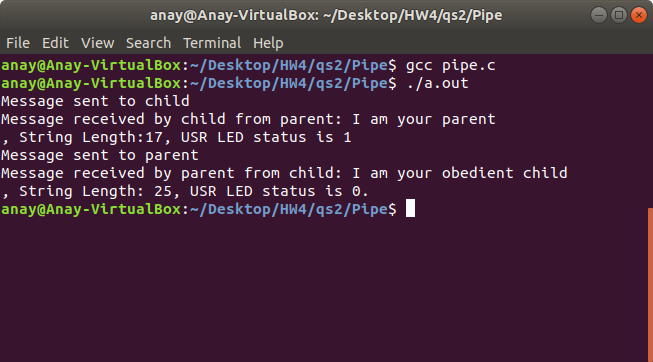 anay@Anay-VirtualBox: ~/Desktop/HW4/qs2/Pipe
File Edit View Search Terminal Help
anay@Anay-VirtualBox:~/Desktop/HW4/qs2/Pipe$ gcc pipe.c
anay@Anay-VirtualBox:~/Desktop/HW4/qs2/Pipe$ ./a.out
Message sent to child
Message received by child from parent: I am your parent
, String Length:17, USR LED status is 1
Message sent to parent
Message received by parent from child: I am your obedient child
, String Length: 25, USR LED status is 0.
anay@Anay-VirtualBox:~/Desktop/HW4/qs2/Pipe$